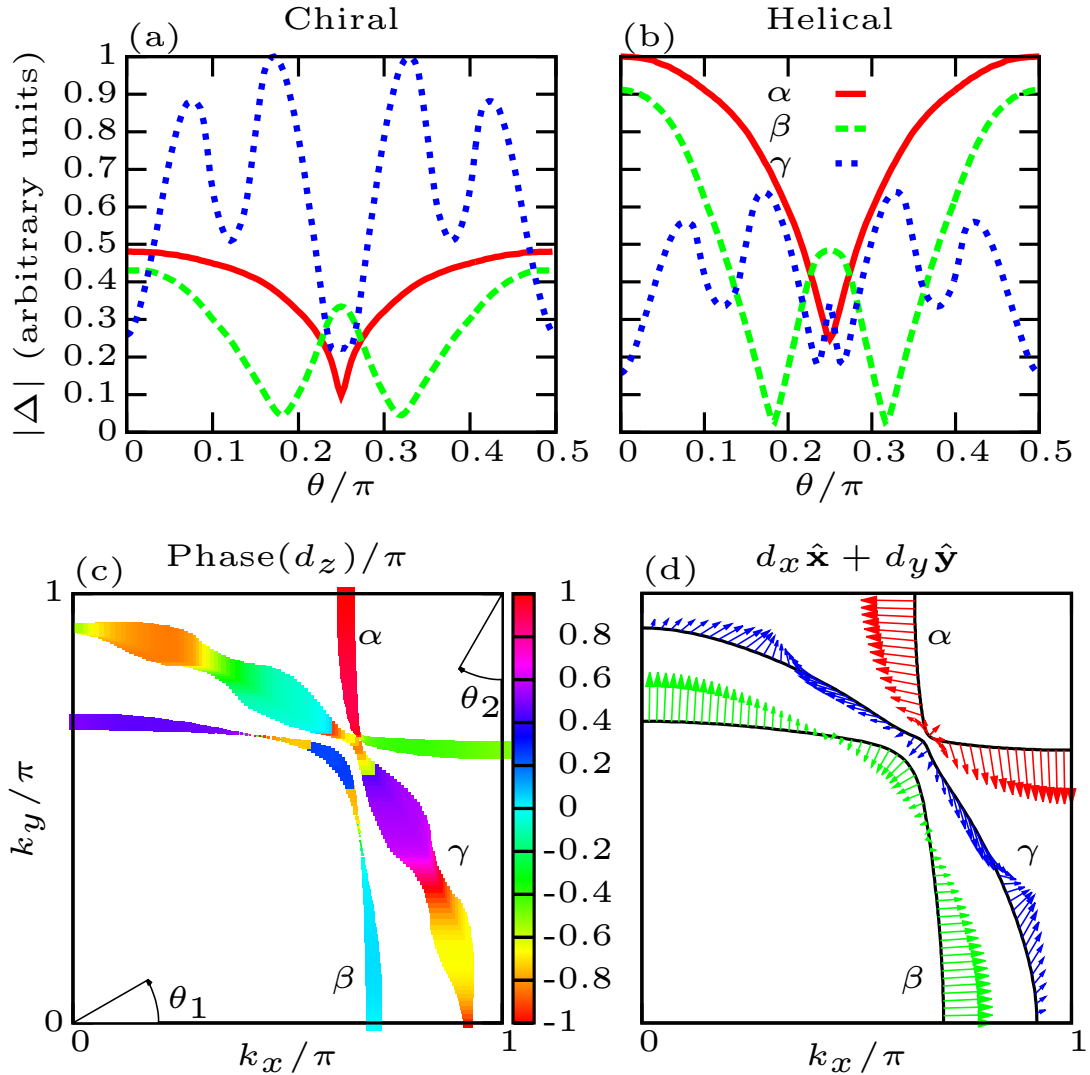 Chiral
Helical
(a)
(b)
1
0.9
0.8
0.7
0.6
0.5
0.4
0.3
0.2
0.1
0
|Δ| (arbitrary units)
α
β
γ
0 0.1 0.2 0.3 0.4 0.5
0 0.1 0.2 0.3 0.4 0.5
θ/π
θ/π
(c) Phase(d_z)/π
(d) d_x x̂ + d_y ŷ
1
0
k_y/π
α
β
γ
θ_1
θ_2
1
0.8
0.6
0.4
0.2
0
-0.2
-0.4
-0.6
-0.8
-1
α
β
γ
0 1
0 1
k_x/π
k_x/π